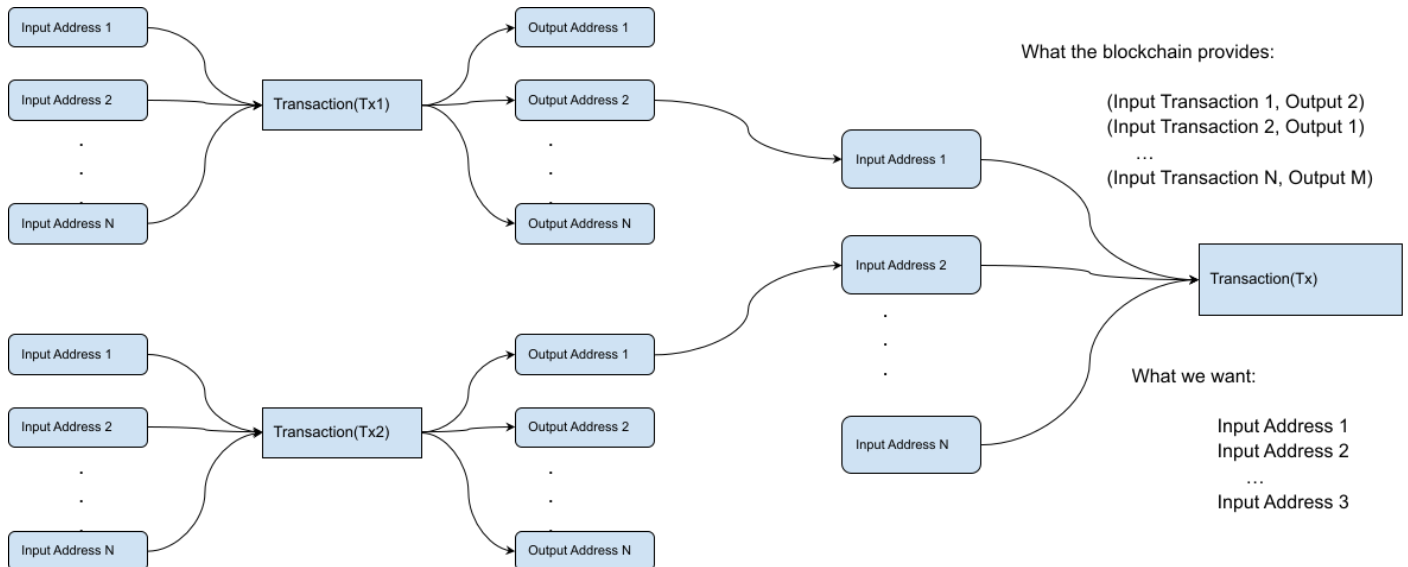 Input Address 1
Input Address 2
.
.
.
Input Address N
Transaction(Tx1)
Output Address 1
Output Address 2
.
.
.
Output Address N
Input Address 1
Input Address 2
.
.
.
Input Address N
Transaction(Tx2)
Output Address 1
Output Address 2
.
.
.
Output Address N
Input Address 1
Input Address 2
.
.
.
Input Address N
Transaction(Tx)
What the blockchain provides:
(Input Transaction 1, Output 2)
(Input Transaction 2, Output 1)
...
(Input Transaction N, Output M)
What we want:
Input Address 1
Input Address 2
...
Input Address 3